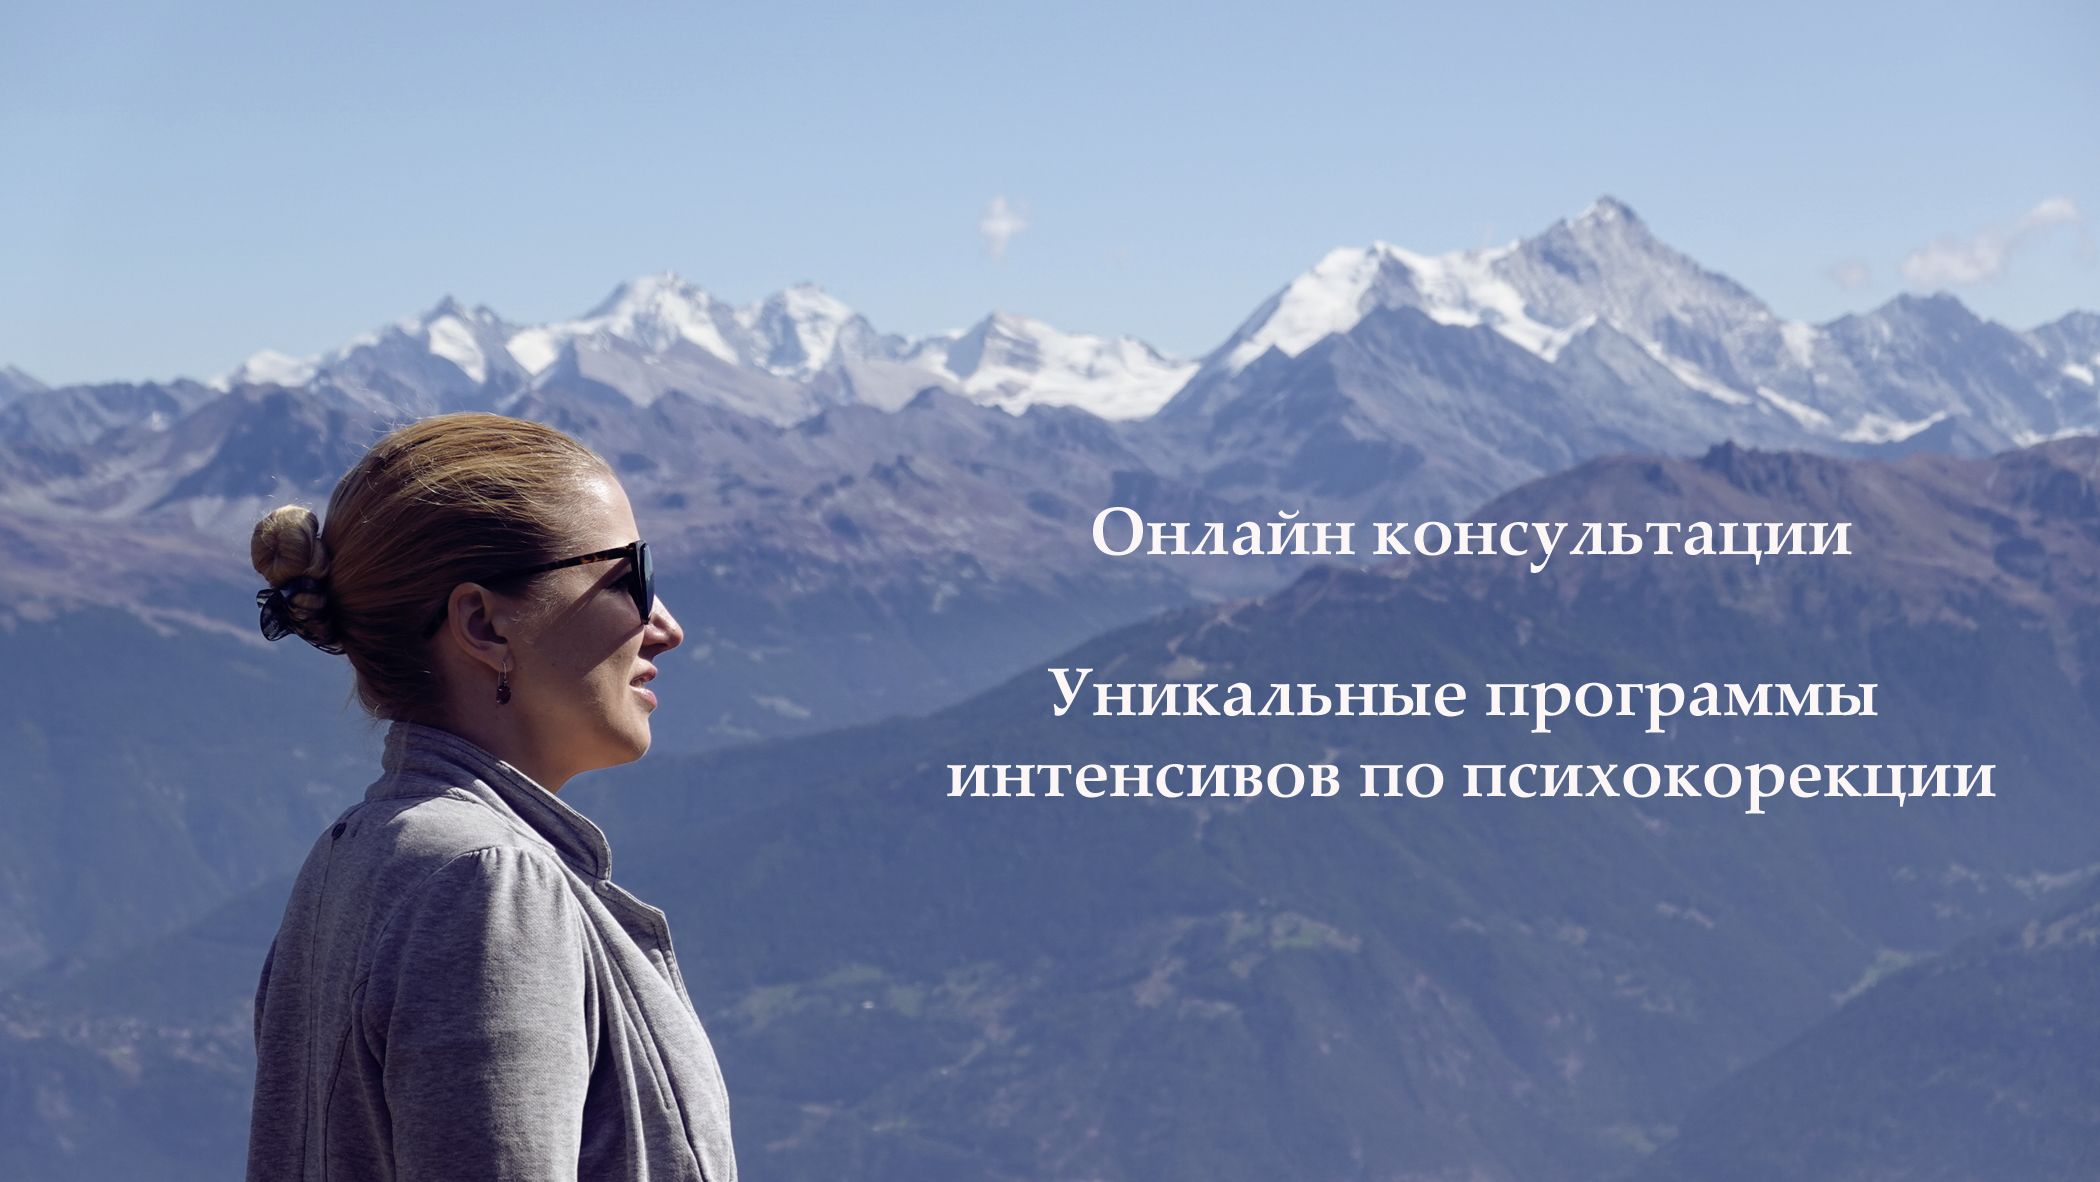 Онлайн консультации
Уникальные программы
интенсивов по психокорекции